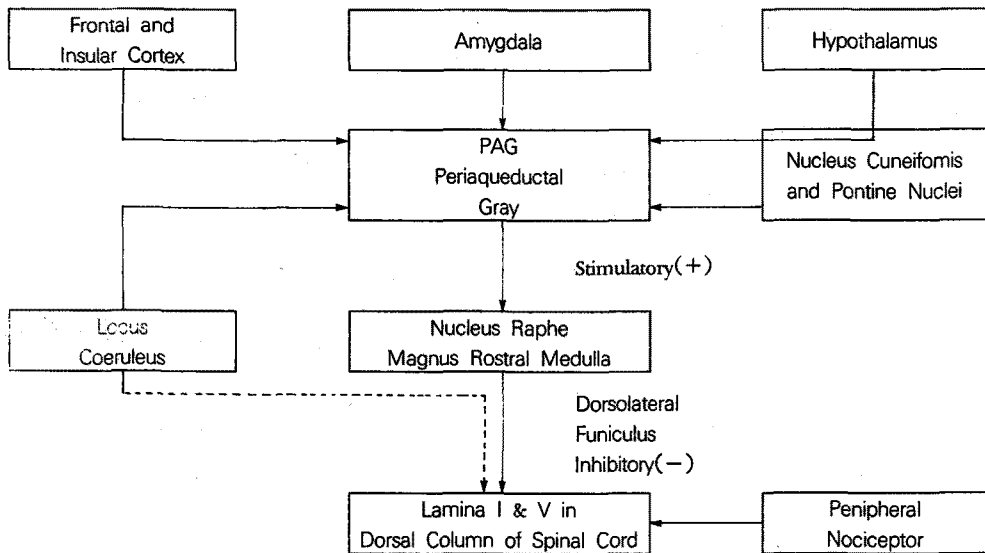 Frontal and
Insular Cortex
Amygdala
Hypothalamus
PAG
Periaqueductal
Gray
Nucleus Cuneifomis
and Pontine Nuclei
Stimulatory(+)
Locus
Coeruleus
Nucleus Raphe
Magnus Rostral Medulla
Dorsolateral
Funiculus
Inhibitory(−)
Lamina I & V in
Dorsal Column of Spinal Cord
Penipheral
Nociceptor